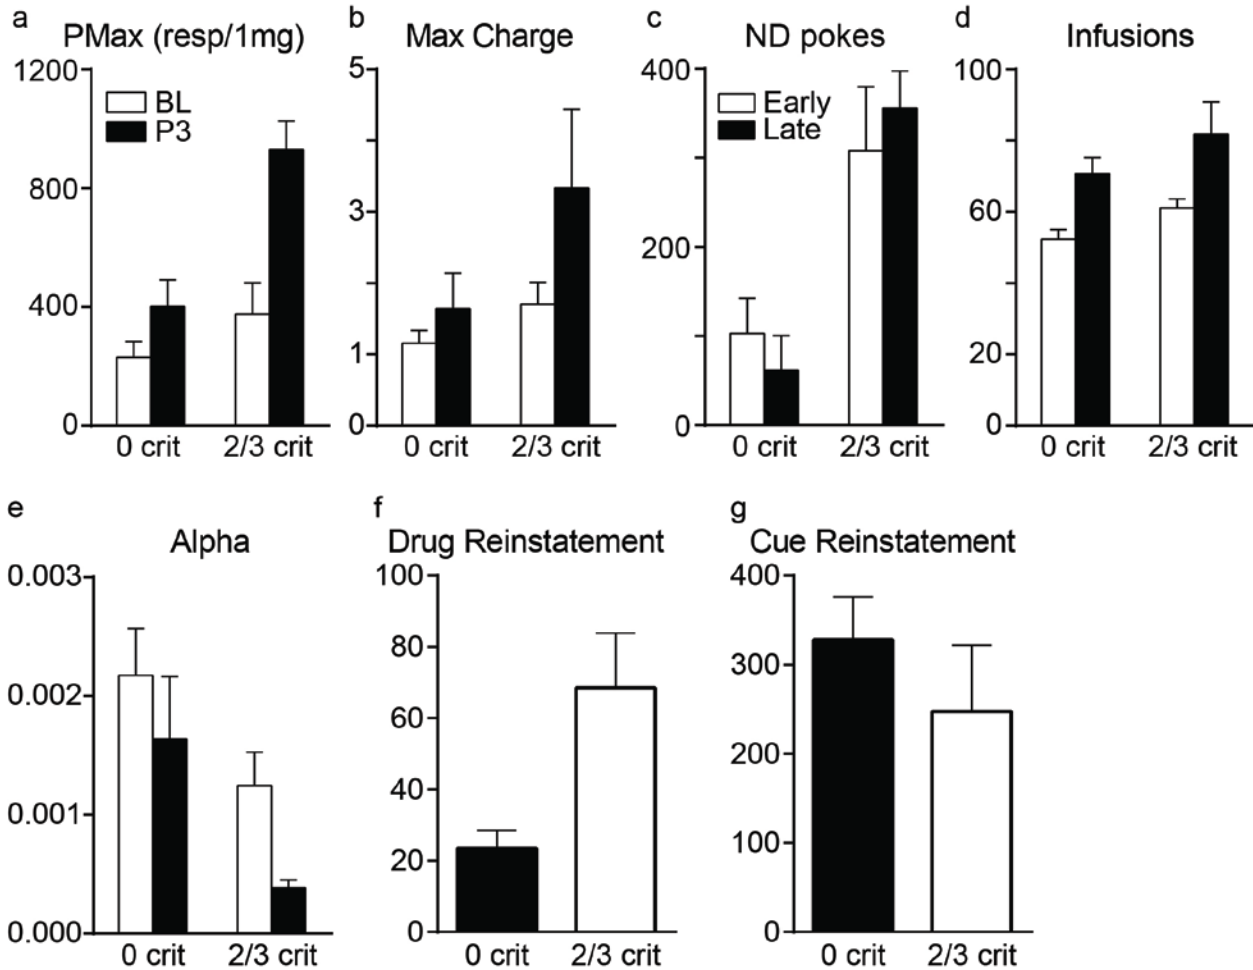 a
PMax (resp/1mg)
1200
800
400
0
BL
P3
0 crit
2/3 crit
b
Max Charge
5
3
1
0
0 crit
2/3 crit
c
ND pokes
400
200
0
Early
Late
0 crit
2/3 crit
d
Infusions
100
60
20
0
0 crit
2/3 crit
e
Alpha
0.003
0.002
0.001
0.000
0 crit
2/3 crit
f
Drug Reinstatement
100
80
60
40
20
0
0 crit
2/3 crit
g
Cue Reinstatement
400
300
200
100
0
0 crit
2/3 crit